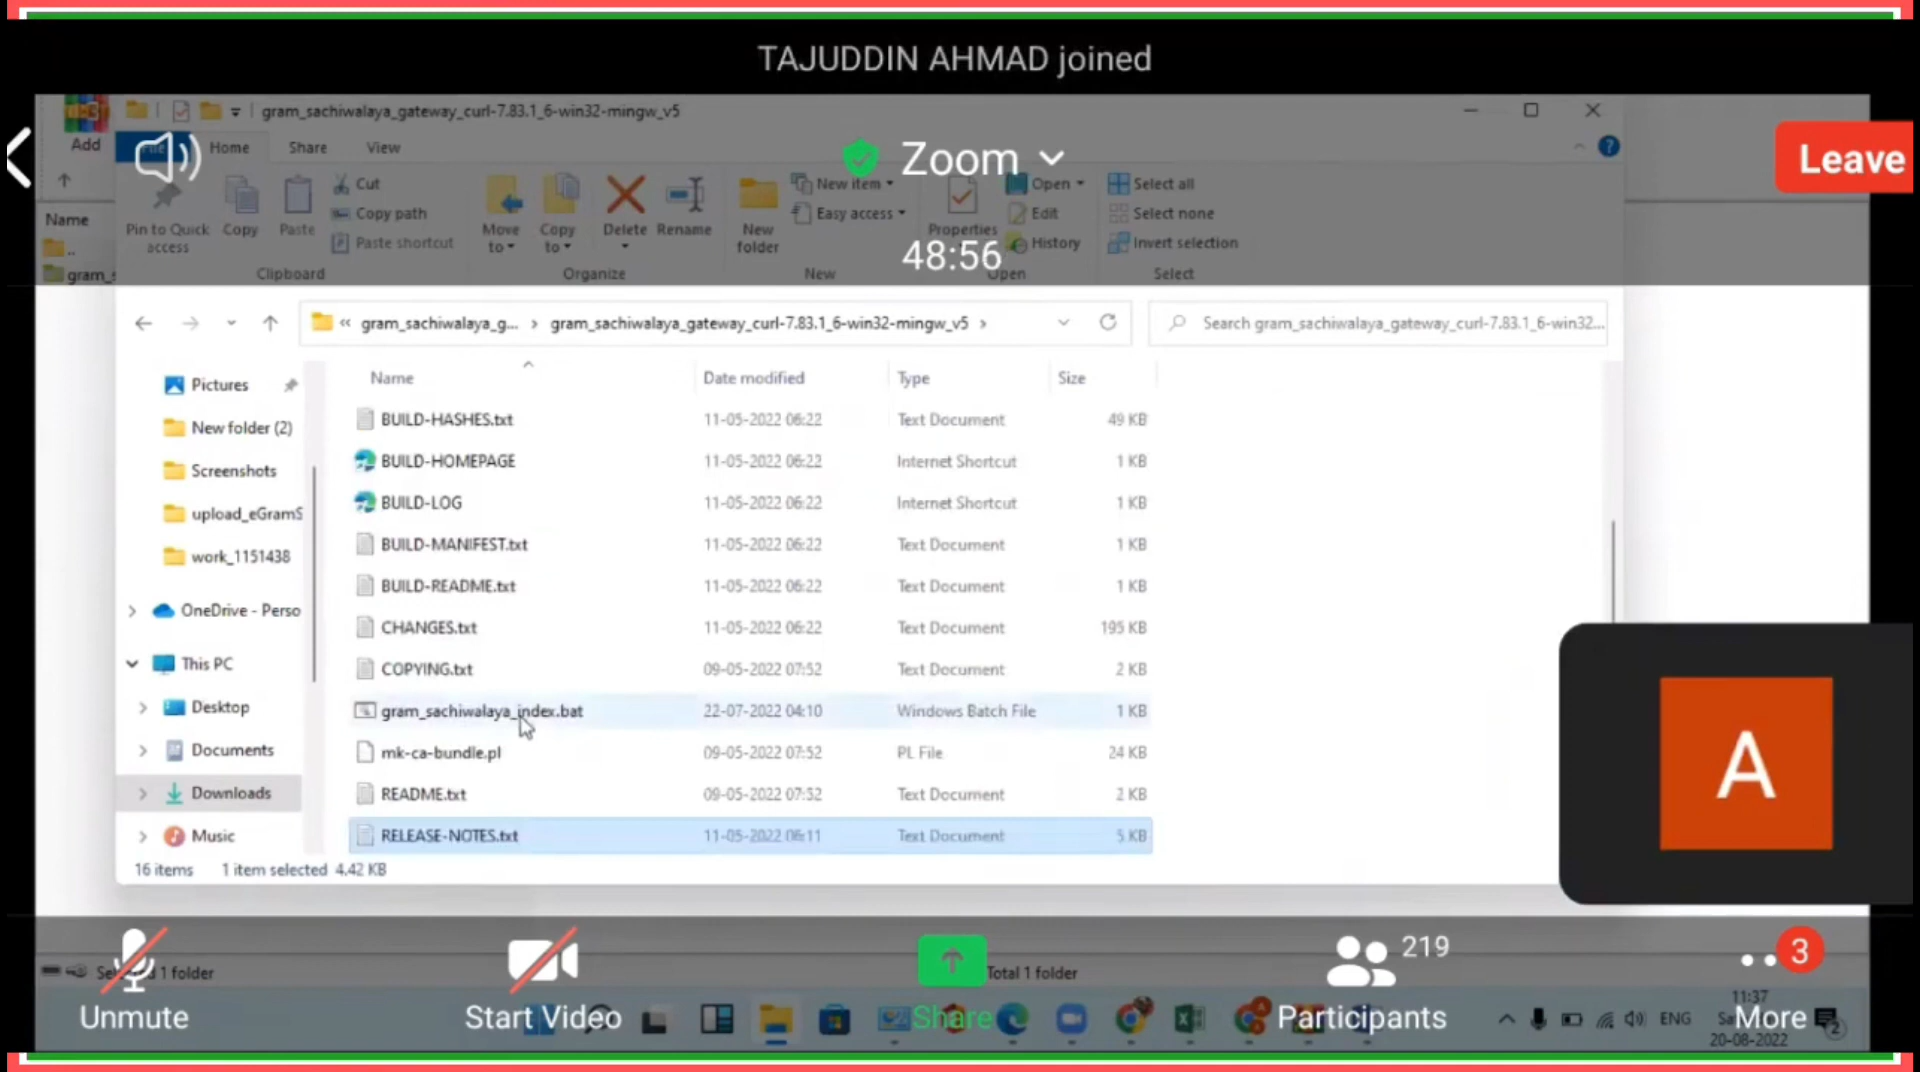 TAJUDDIN AHMAD joined
gram_sachiwalaya_gateway_curl-7.83.1_6-win32-mingw_v5
Add
Home Share View
Zoom
Leave
Name
..
gram_s
Pin to Quick access
Copy
Paste
Cut
Copy path
Paste shortcut
Clipboard
Move to
Copy to
Delete
Rename
Organize
New folder
New item
Easy access
New
Properties
Open
Edit
History
Open
48:56
Select all
Select none
Invert selection
Select
« gram_sachiwalaya_g... > gram_sachiwalaya_gateway_curl-7.83.1_6-win32-mingw_v5 >
Search gram_sachiwalaya_gateway_curl-7.83.1_6-win32...
Pictures
New folder (2)
Screenshots
upload_eGramS
work_1151438
OneDrive - Perso
This PC
Desktop
Documents
Downloads
Music
Name Date modified Type Size
BUILD-HASHES.txt 11-05-2022 06:22 Text Document 49 KB
BUILD-HOMEPAGE 11-05-2022 06:22 Internet Shortcut 1 KB
BUILD-LOG 11-05-2022 06:22 Internet Shortcut 1 KB
BUILD-MANIFEST.txt 11-05-2022 06:22 Text Document 1 KB
BUILD-README.txt 11-05-2022 06:22 Text Document 1 KB
CHANGES.txt 11-05-2022 06:22 Text Document 195 KB
COPYING.txt 09-05-2022 07:52 Text Document 2 KB
gram_sachiwalaya_index.bat 22-07-2022 04:10 Windows Batch File 1 KB
mk-ca-bundle.pl 09-05-2022 07:52 PL File 24 KB
README.txt 09-05-2022 07:52 Text Document 2 KB
RELEASE-NOTES.txt 11-05-2022 06:11 Text Document 5 KB
16 items 1 item selected 4.42 KB
A
1 folder
Total 1 folder
219
3
Unmute
Start Video
Share
Participants
More
ENG
11:37
20-08-2022
2